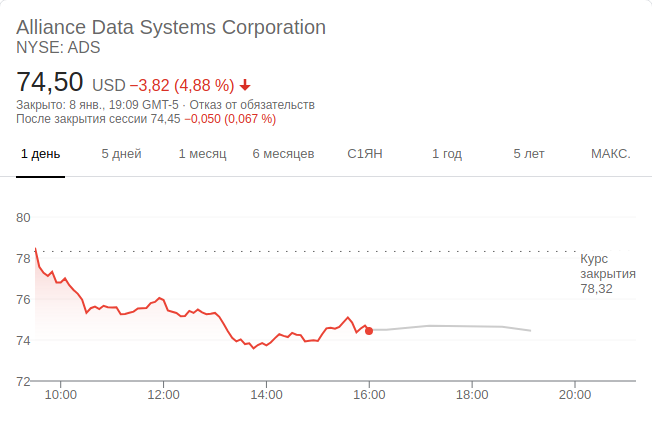 Alliance Data Systems Corporation
NYSE: ADS
74,50 USD −3,82 (4,88 %)
Закрыто: 8 янв., 19:09 GMT-5 · Отказ от обязательств
После закрытия сессии 74,45 −0,050 (0,067 %)
1 день 5 дней 1 месяц 6 месяцев С1ЯН 1 год 5 лет МАКС.
80
78
76
74
72
Курс
закрытия
78,32
10:00 12:00 14:00 16:00 18:00 20:00